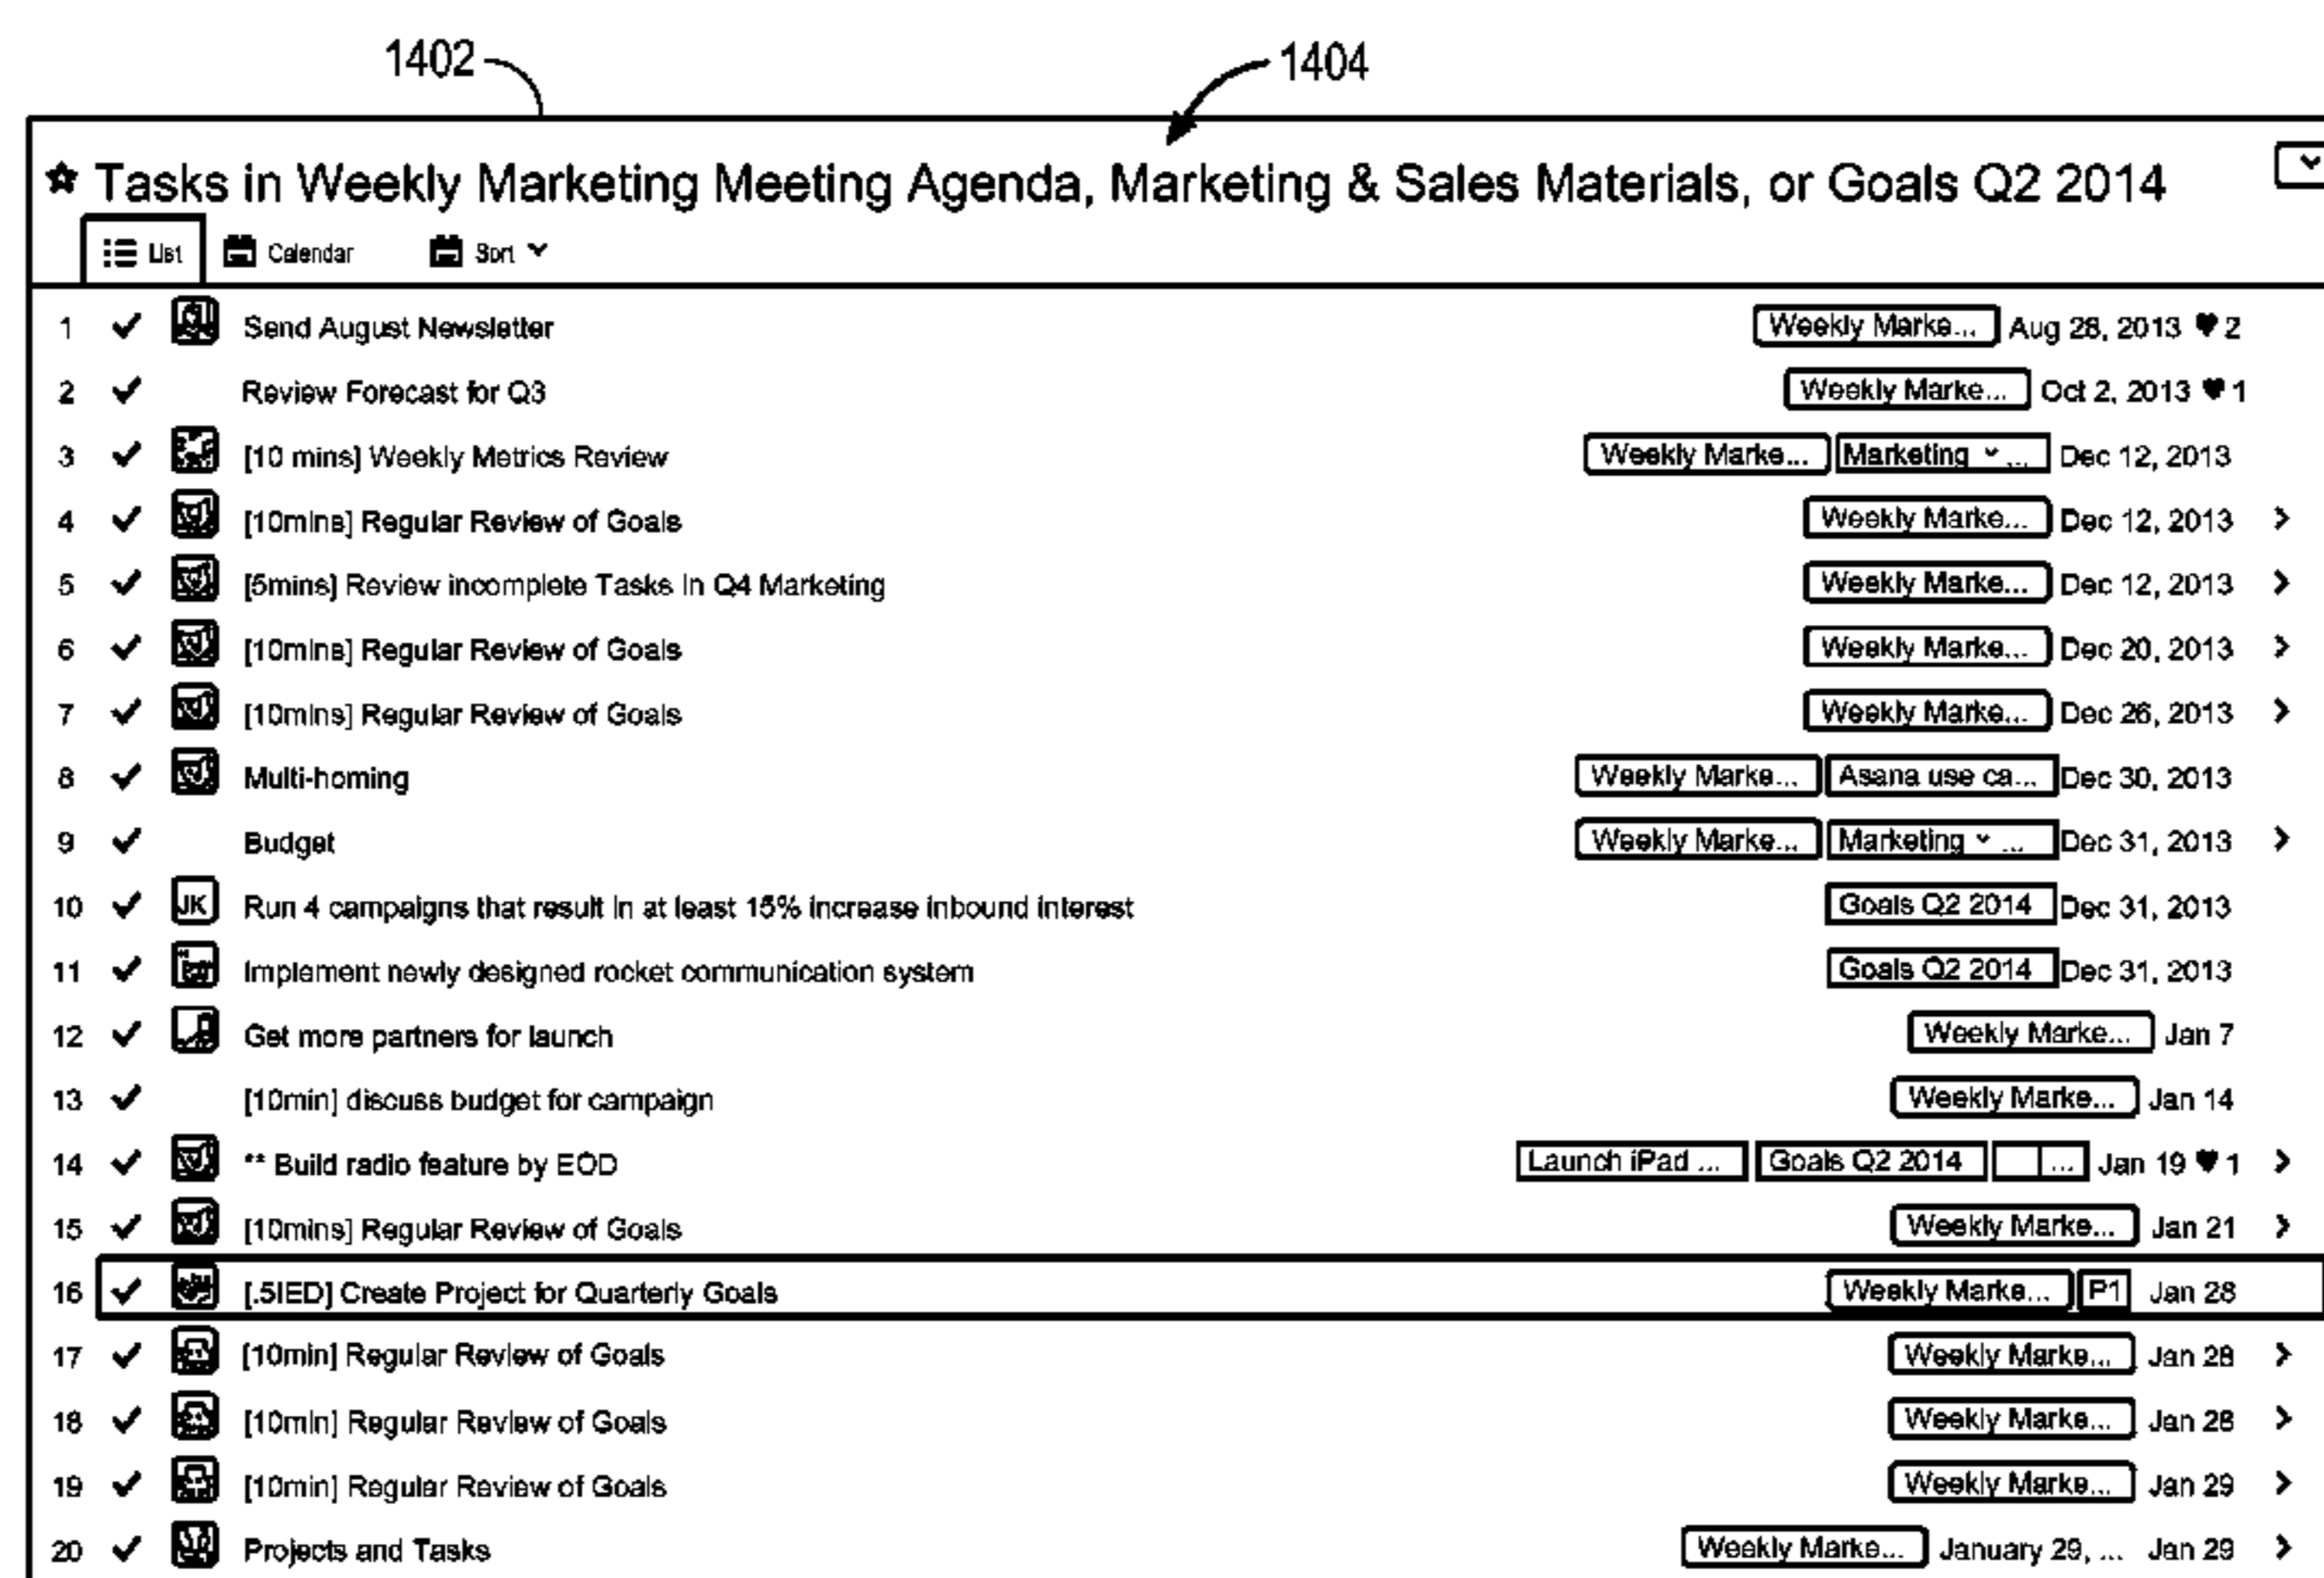 1402 1404
Tasks in Weekly Marketing Meeting Agenda, Marketing & Sales Materials, or Goals Q2 2014
List Calendar Sort
1 Send August Newsletter Weekly Marke... Aug 28, 2013 2
2 Review Forecast for Q3 Weekly Marke... Oct 2, 2013 1
3 [10 mins] Weekly Metrics Review Weekly Marke... Marketing ... Dec 12, 2013
4 [10mins] Regular Review of Goals Weekly Marke... Dec 12, 2013
5 [5mins] Review incomplete Tasks in Q4 Marketing Weekly Marke... Dec 12, 2013
6 [10mins] Regular Review of Goals Weekly Marke... Dec 20, 2013
7 [10mins] Regular Review of Goals Weekly Marke... Dec 26, 2013
8 Multi-homing Weekly Marke... Asana use ca... Dec 30, 2013
9 Budget Weekly Marke... Marketing ... Dec 31, 2013
10 JK Run 4 campaigns that result in at least 15% increase inbound interest Goals Q2 2014 Dec 31, 2013
11 Implement newly designed rocket communication system Goals Q2 2014 Dec 31, 2013
12 Get more partners for launch Weekly Marke... Jan 7
13 [10min] discuss budget for campaign Weekly Marke... Jan 14
14 ** Build radio feature by EOD Launch iPad ... Goals Q2 2014 ... Jan 19 1
15 [10mins] Regular Review of Goals Weekly Marke... Jan 21
16 [.5IED] Create Project for Quarterly Goals Weekly Marke... P1 Jan 28
17 [10min] Regular Review of Goals Weekly Marke... Jan 28
18 [10min] Regular Review of Goals Weekly Marke... Jan 28
19 [10min] Regular Review of Goals Weekly Marke... Jan 29
20 Projects and Tasks Weekly Marke... January 29, ... Jan 29